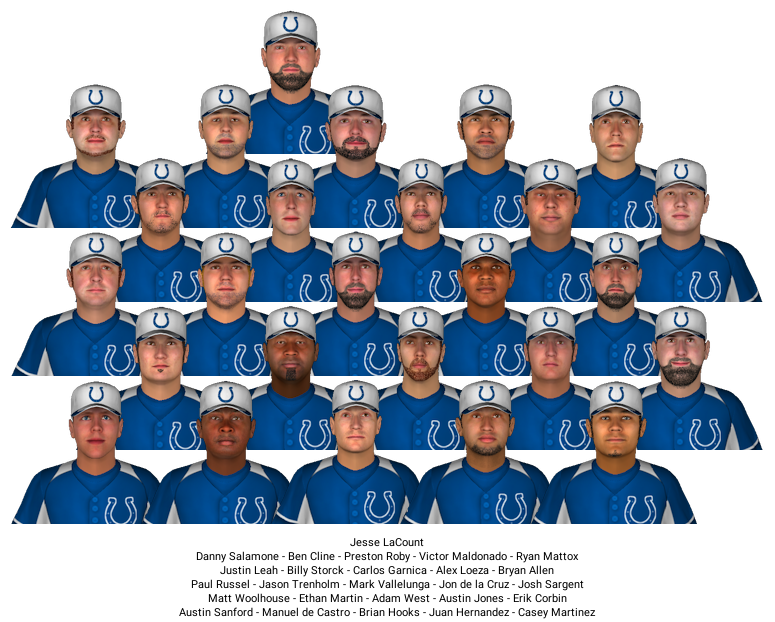 Jesse LaCount
Danny Salamone - Ben Cline - Preston Roby - Victor Maldonado - Ryan Mattox
Justin Leah - Billy Storck - Carlos Garnica - Alex Loeza - Bryan Allen
Paul Russel - Jason Trenholm - Mark Vallelunga - Jon de la Cruz - Josh Sargent
Matt Woolhouse - Ethan Martin - Adam West - Austin Jones - Erik Corbin
Austin Sanford - Manuel de Castro - Brian Hooks - Juan Hernandez - Casey Martinez